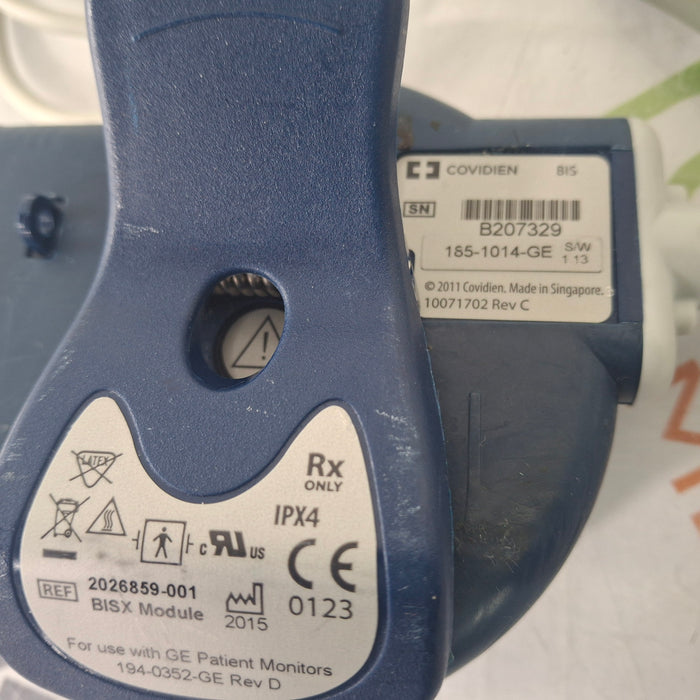 COVIDIEN BIS
SN
B207329
185-1014-GE S/W 1 13
© 2011 Covidien. Made in Singapore.
10071702 Rev C
LATEX
Rx
ONLY
IPX4
c RU US
CE
0123
REF 2026859-001
BISX Module
2015
For use with GE Patient Monitors
194-0352-GE Rev D